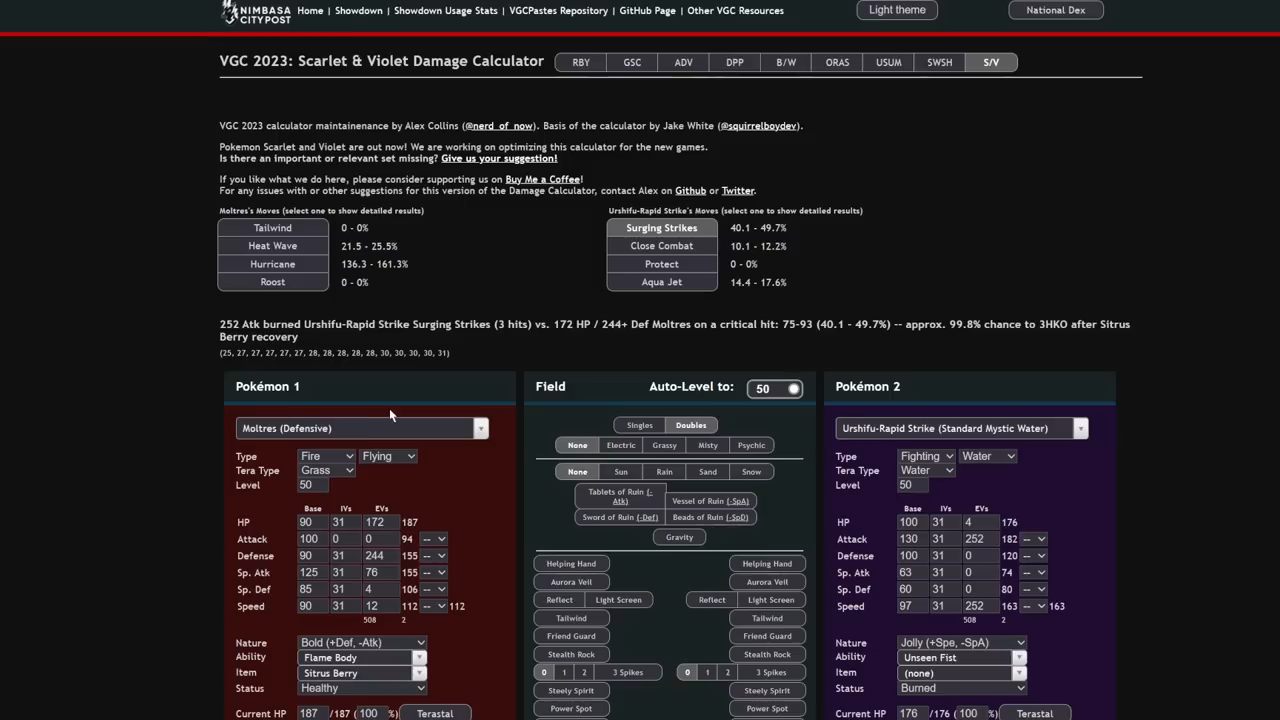 NIMBASA CITYPOST Home | Showdown | Showdown Usage Stats | VGCPastes Repository | GitHub Page | Other VGC Resources Light theme National Dex
VGC 2023: Scarlet & Violet Damage Calculator RBY GSC ADV DPP B/W ORAS USUM SWSH S/V
VGC 2023 calculator maintainenance by Alex Collins (@nerd_of_now). Basis of the calculator by Jake White (@squirrelboydev).
Pokemon Scarlet and Violet are out now! We are working on optimizing this calculator for the new games.
Is there an important or relevant set missing? Give us your suggestion!
If you like what we do here, please consider supporting us on Buy Me a Coffee!
For any issues with or other suggestions for this version of the Damage Calculator, contact Alex on Github or Twitter.
Moltres's Moves (select one to show detailed results)
Tailwind 0 - 0%
Heat Wave 21.5 - 25.5%
Hurricane 136.3 - 161.3%
Roost 0 - 0%
Urshifu-Rapid Strike's Moves (select one to show detailed results)
Surging Strikes 40.1 - 49.7%
Close Combat 10.1 - 12.2%
Protect 0 - 0%
Aqua Jet 14.4 - 17.6%
252 Atk burned Urshifu-Rapid Strike Surging Strikes (3 hits) vs. 172 HP / 244+ Def Moltres on a critical hit: 75-93 (40.1 - 49.7%) -- approx. 99.8% chance to 3HKO after Sitrus
Berry recovery
(25, 27, 27, 27, 27, 27, 28, 28, 28, 28, 28, 30, 30, 30, 30, 31)
Pokémon 1
Moltres (Defensive)
Type Fire Flying
Tera Type Grass
Level 50
Base IVs EVs
HP 90 31 172 187
Attack 100 0 0 94 --
Defense 90 31 244 155 --
Sp. Atk 125 31 76 155 --
Sp. Def 85 31 4 106 --
Speed 90 31 12 112 -- 112
508 2
Nature Bold (+Def, -Atk)
Ability Flame Body
Item Sitrus Berry
Status Healthy
Current HP 187 /187 ( 100 %) Terastal
Field Auto-Level to: 50
Singles Doubles
None Electric Grassy Misty Psychic
None Sun Rain Sand Snow
Tablets of Ruin (-
Atk) Vessel of Ruin (-SpA)
Sword of Ruin (-Def) Beads of Ruin (-SpD)
Gravity
Helping Hand Helping Hand
Aurora Veil Aurora Veil
Reflect Light Screen Reflect Light Screen
Tailwind Tailwind
Friend Guard Friend Guard
Stealth Rock Stealth Rock
0 1 2 3 Spikes 0 1 2 3 Spikes
Steely Spirit Steely Spirit
Power Spot Power Spot
Pokémon 2
Urshifu-Rapid Strike (Standard Mystic Water)
Type Fighting Water
Tera Type Water
Level 50
Base IVs EVs
HP 100 31 4 176
Attack 130 31 252 182 --
Defense 100 31 0 120 --
Sp. Atk 63 31 0 74 --
Sp. Def 60 31 0 80 --
Speed 97 31 252 163 -- 163
508 2
Nature Jolly (+Spe, -SpA)
Ability Unseen Fist
Item (none)
Status Burned
Current HP 176 /176 ( 100 %) Terastal